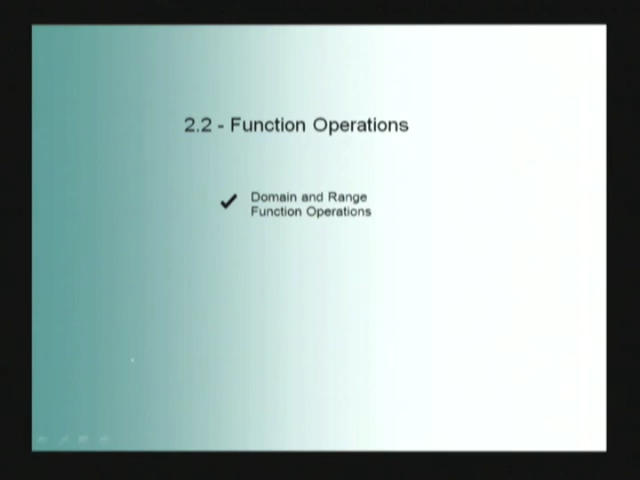 2.2 - Function Operations
Domain and Range
Function Operations